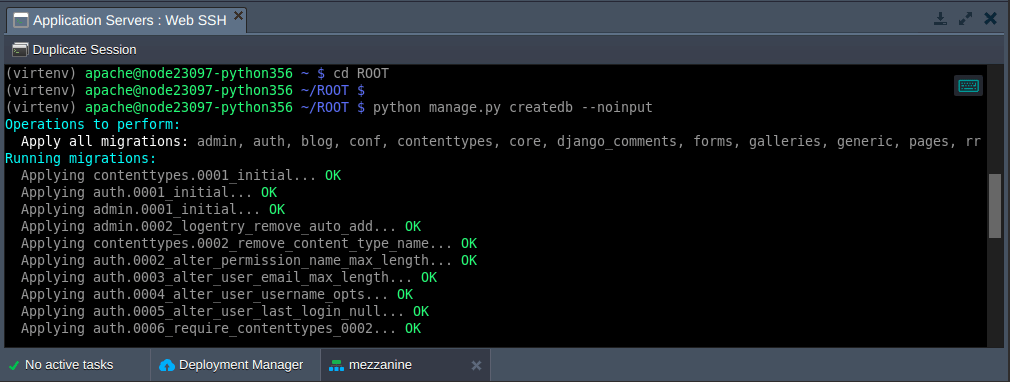 Application Servers : Web SSH
Duplicate Session
(virtenv) apache@node23097-python356 ~ $ cd ROOT
(virtenv) apache@node23097-python356 ~/ROOT $
(virtenv) apache@node23097-python356 ~/ROOT $ python manage.py createdb --noinput
Operations to perform:
Apply all migrations: admin, auth, blog, conf, contenttypes, core, django_comments, forms, galleries, generic, pages, rr
Running migrations:
Applying contenttypes.0001_initial... OK
Applying auth.0001_initial... OK
Applying admin.0001_initial... OK
Applying admin.0002_logentry_remove_auto_add... OK
Applying contenttypes.0002_remove_content_type_name... OK
Applying auth.0002_alter_permission_name_max_length... OK
Applying auth.0003_alter_user_email_max_length... OK
Applying auth.0004_alter_user_username_opts... OK
Applying auth.0005_alter_user_last_login_null... OK
Applying auth.0006_require_contenttypes_0002... OK
No active tasks
Deployment Manager
mezzanine